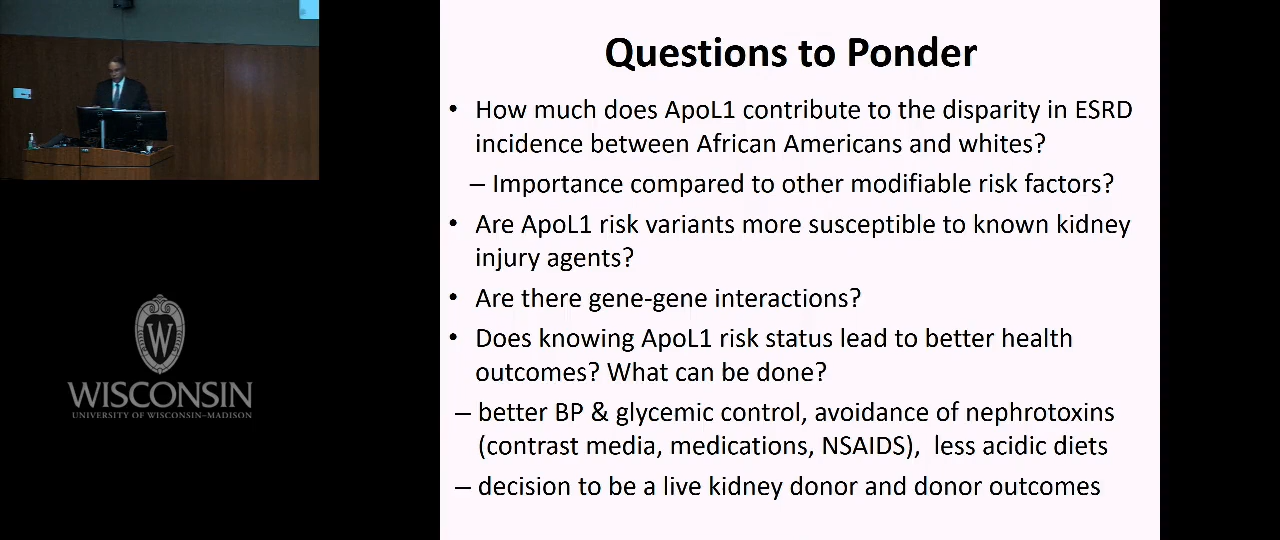 Questions to Ponder
• How much does ApoL1 contribute to the disparity in ESRD
incidence between African Americans and whites?
– Importance compared to other modifiable risk factors?
• Are ApoL1 risk variants more susceptible to known kidney
injury agents?
• Are there gene-gene interactions?
• Does knowing ApoL1 risk status lead to better health
outcomes? What can be done?
– better BP & glycemic control, avoidance of nephrotoxins
(contrast media, medications, NSAIDS), less acidic diets
– decision to be a live kidney donor and donor outcomes
W
WISCONSIN
UNIVERSITY OF WISCONSIN–MADISON